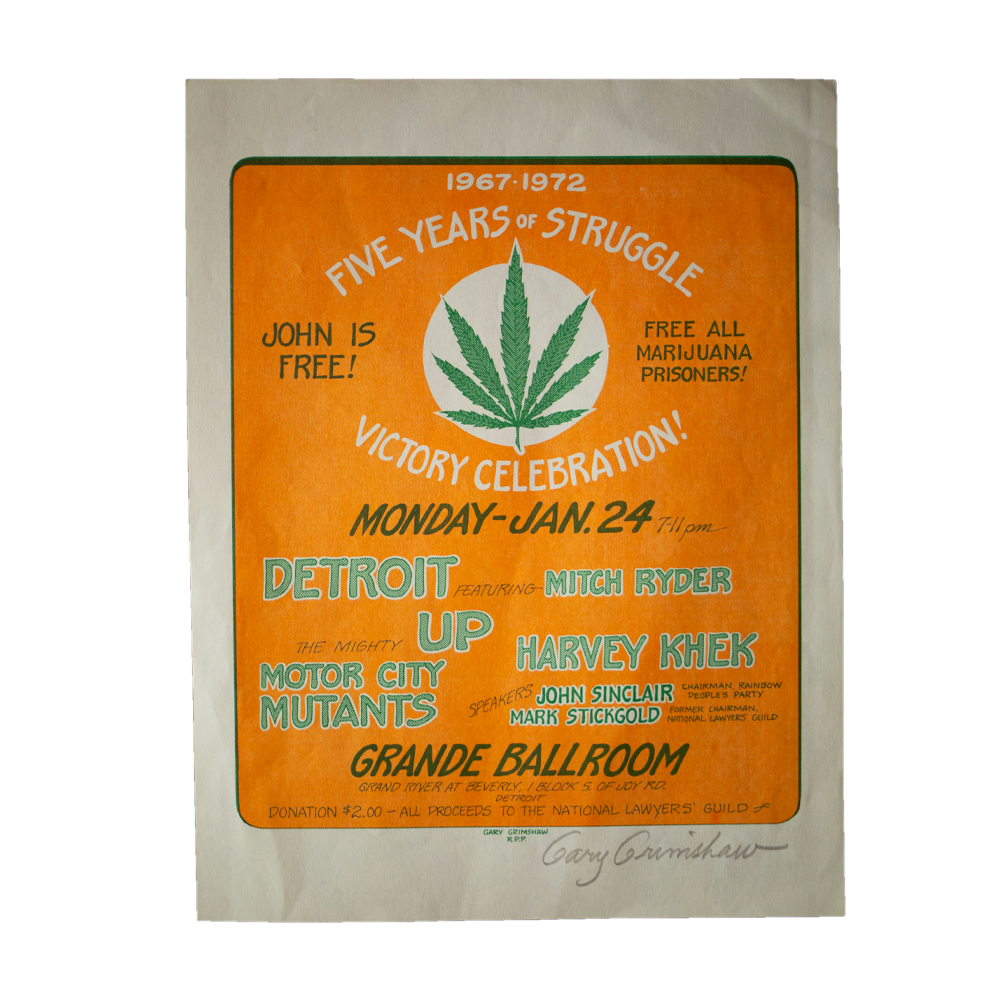 1967·1972
FIVE YEARS OF STRUGGLE
JOHN IS
FREE!
FREE ALL
MARIJUANA
PRISONERS!
VICTORY CELEBRATION!
MONDAY-JAN. 24 7-11 pm
DETROIT FEATURING MITCH RYDER
THE MIGHTY UP
HARVEY KHEK
MOTOR CITY
MUTANTS
SPEAKERS JOHN SINCLAIR CHAIRMAN, RAINBOW
PEOPLE'S PARTY
MARK STICKGOLD FORMER CHAIRMAN,
NATIONAL LAWYERS GUILD
GRANDE BALLROOM
GRAND RIVER AT BEVERLY, 1 BLOCK S. OF JOY RD.
DETROIT
DONATION $2.00 - ALL PROCEEDS TO THE NATIONAL LAWYERS' GUILD
GARY GRIMSHAW
R.P.P.
Gary Grimshaw